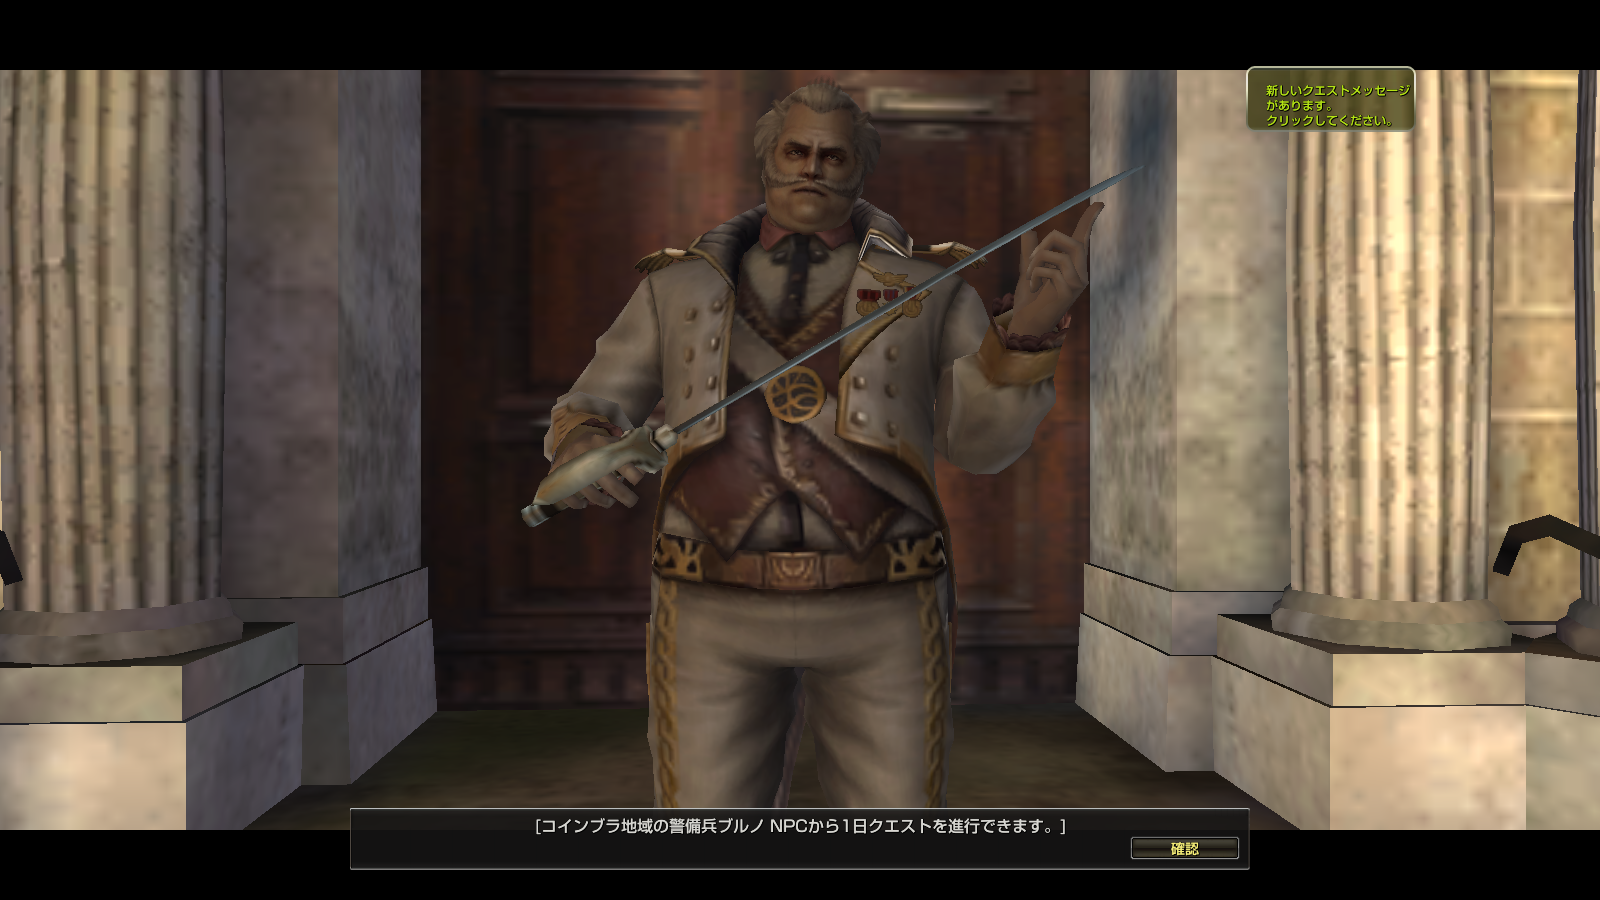 新しいクエストメッセージ
があります。
クリックしてください。
[コインブラ地域の警備兵ブルノ NPCから1日クエストを進行できます。]
確認